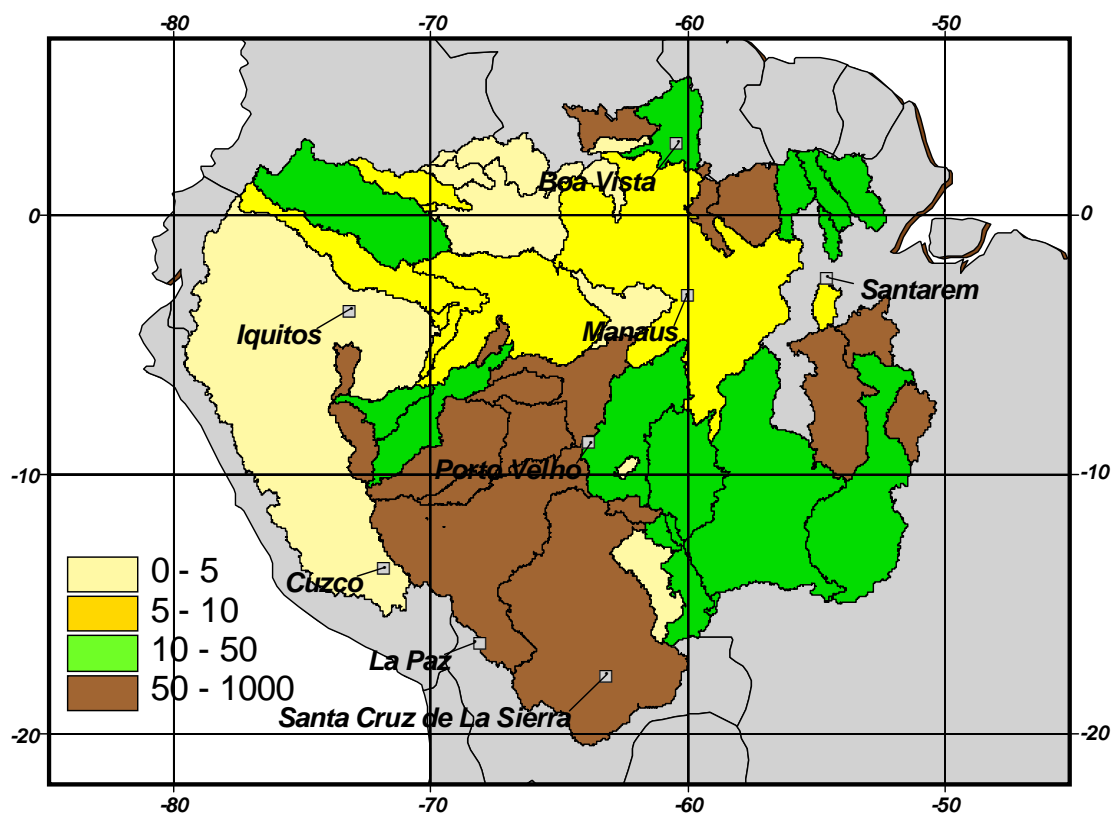 -80 -70 -60 -50
Boa Vista
0 0
Santarem
Iquitos Manaus
Porto Velho
-10 -10
0 - 5
Cuzco
5 - 10
10 - 50
La Paz
50 - 1000
Santa Cruz de La Sierra
-20 -20
-80 -70 -60 -50